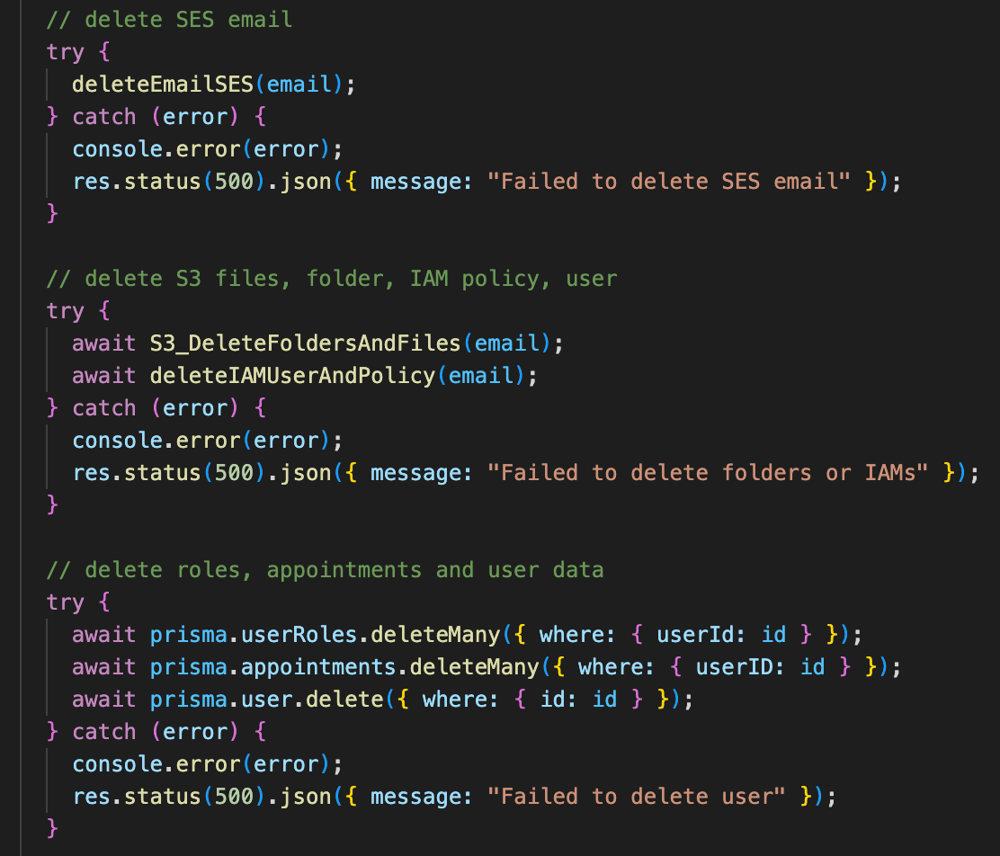 // delete SES email
try {
  deleteEmailSES(email);
} catch (error) {
  console.error(error);
  res.status(500).json({ message: "Failed to delete SES email" });
}

// delete S3 files, folder, IAM policy, user
try {
  await S3_DeleteFoldersAndFiles(email);
  await deleteIAMUserAndPolicy(email);
} catch (error) {
  console.error(error);
  res.status(500).json({ message: "Failed to delete folders or IAMs" });
}

// delete roles, appointments and user data
try {
  await prisma.userRoles.deleteMany({ where: { userId: id } });
  await prisma.appointments.deleteMany({ where: { userID: id } });
  await prisma.user.delete({ where: { id: id } });
} catch (error) {
  console.error(error);
  res.status(500).json({ message: "Failed to delete user" });
}